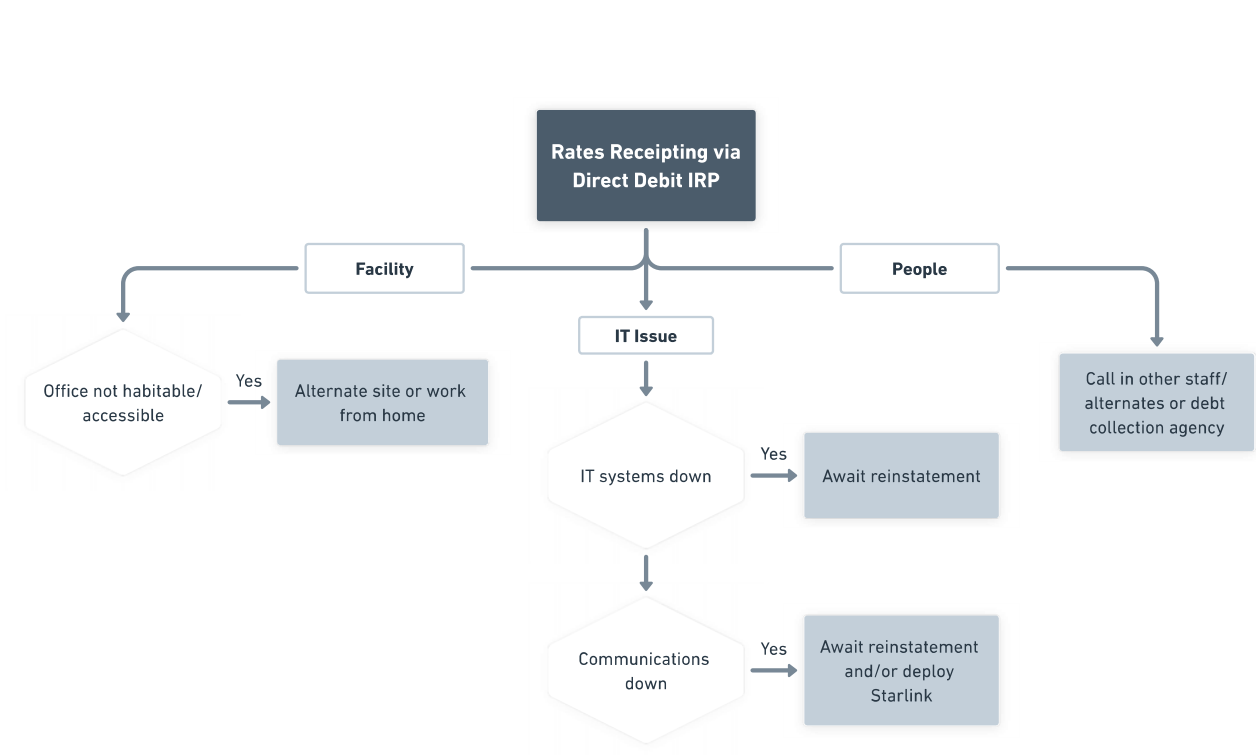 Rates Receipting via
Direct Debit IRP
Facility
People
IT Issue
Office not habitable/
accessible
Yes
Alternate site or work
from home
Call in other staff/
alternates or debt
collection agency
IT systems down
Yes
Await reinstatement
Communications
down
Yes
Await reinstatement
and/or deploy
Starlink